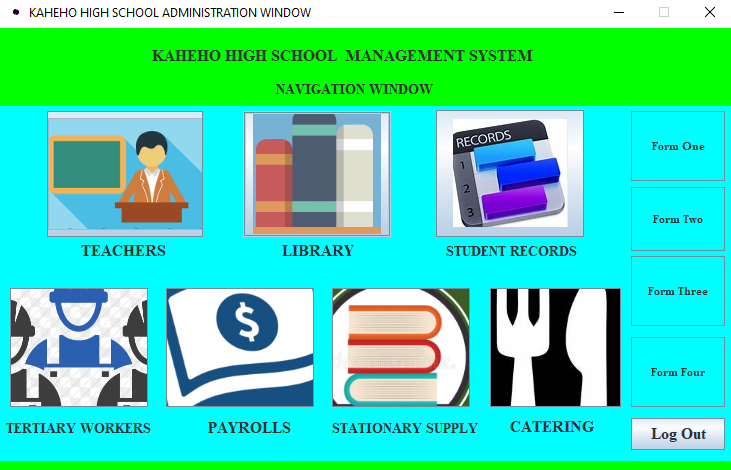 KAHEHO HIGH SCHOOL ADMINISTRATION WINDOW
KAHEHO HIGH SCHOOL MANAGEMENT SYSTEM
NAVIGATION WINDOW
RECORDS
1
2
3
TEACHERS
LIBRARY
STUDENT RECORDS
$
TERTIARY WORKERS
PAYROLLS
STATIONARY SUPPLY
CATERING
Form One
Form Two
Form Three
Form Four
Log Out